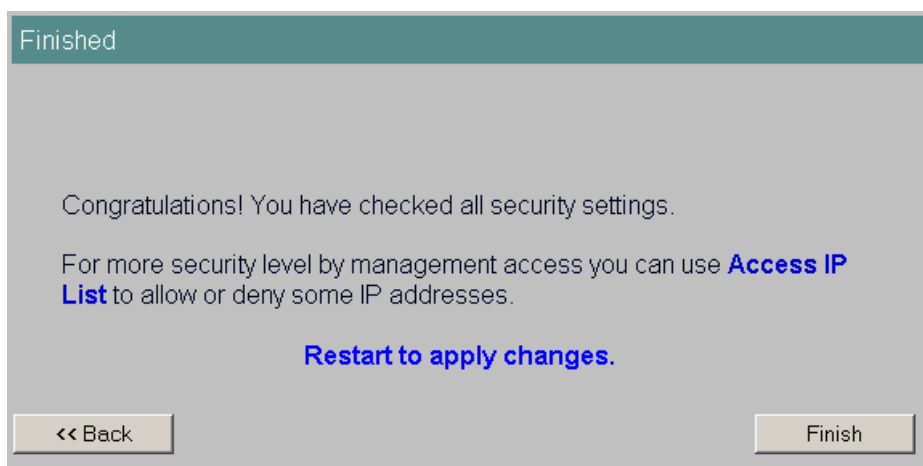 Finished
Congratulations! You have checked all security settings.
For more security level by management access you can use Access IP
List to allow or deny some IP addresses.
Restart to apply changes.
<< Back
Finish